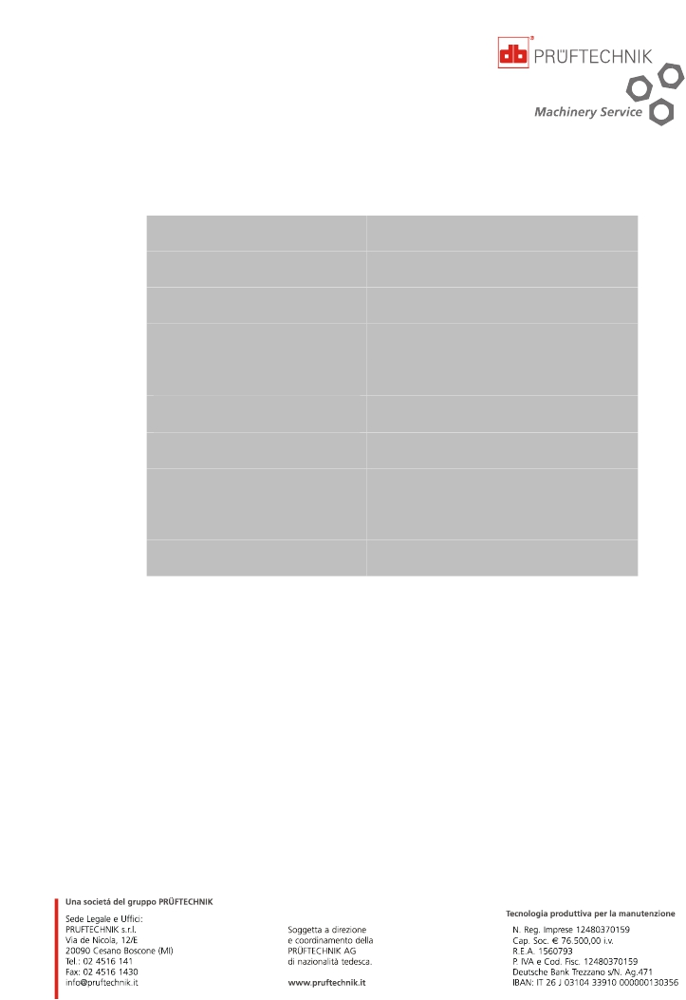 PRÜFTECHNIK
Machinery Service
Una societá del gruppo PRÜFTECHNIK
Sede Legale e Uffici:
PRUFTECHNIK s.r.l.
Via de Nicola, 12/E
20090 Cesano Boscone (MI)
Tel.: 02 4516 141
Fax: 02 4516 1430
info@pruftechnik.it
Soggetta a direzione
e coordinamento della
PRÜFTECHNIK AG
di nazionalità tedesca.
www.pruftechnik.it
Tecnologia produttiva per la manutenzione
N. Reg. Imprese 12480370159
Cap. Soc. € 76.500,00 i.v.
R.E.A. 1560793
P. IVA e Cod. Fisc. 12480370159
Deutsche Bank Trezzano s/N. Ag.471
IBAN: IT 26 J 03104 33910 000000130356